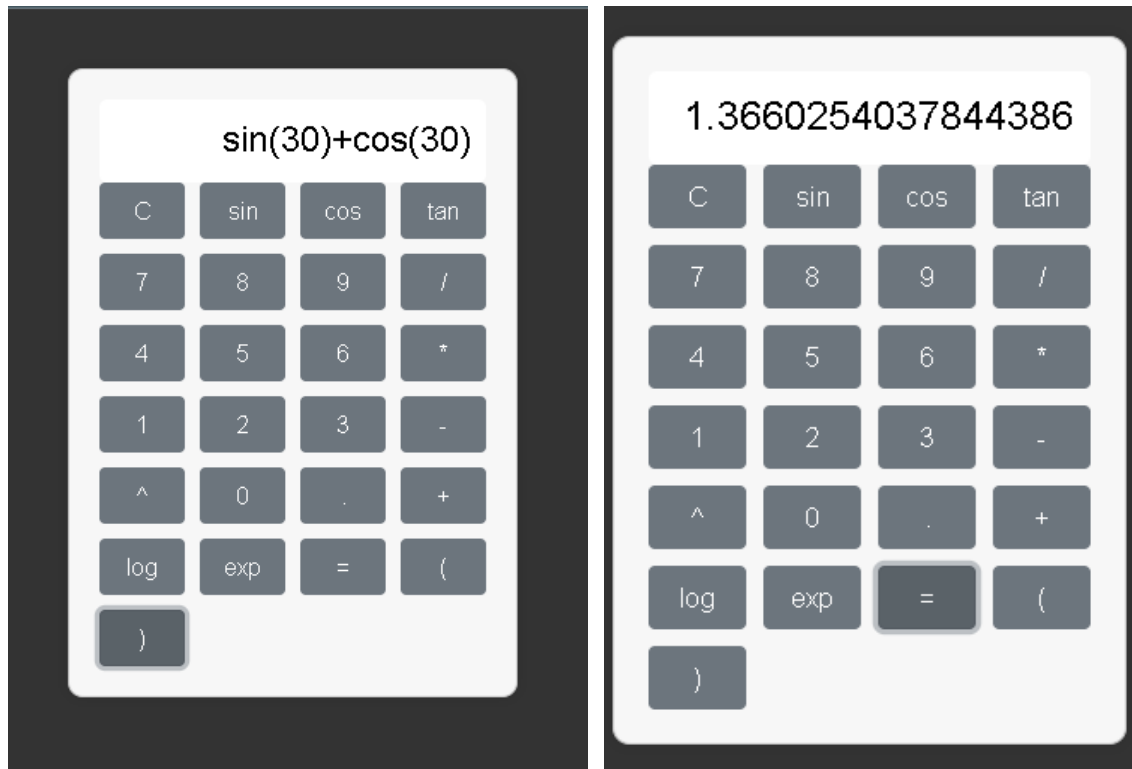 sin(30)+cos(30)
C sin cos tan
7 8 9 /
4 5 6 *
1 2 3 -
^ 0 . +
log exp = (
)
1.3660254037844386
C sin cos tan
7 8 9 /
4 5 6 *
1 2 3 -
^ 0 . +
log exp = (
)